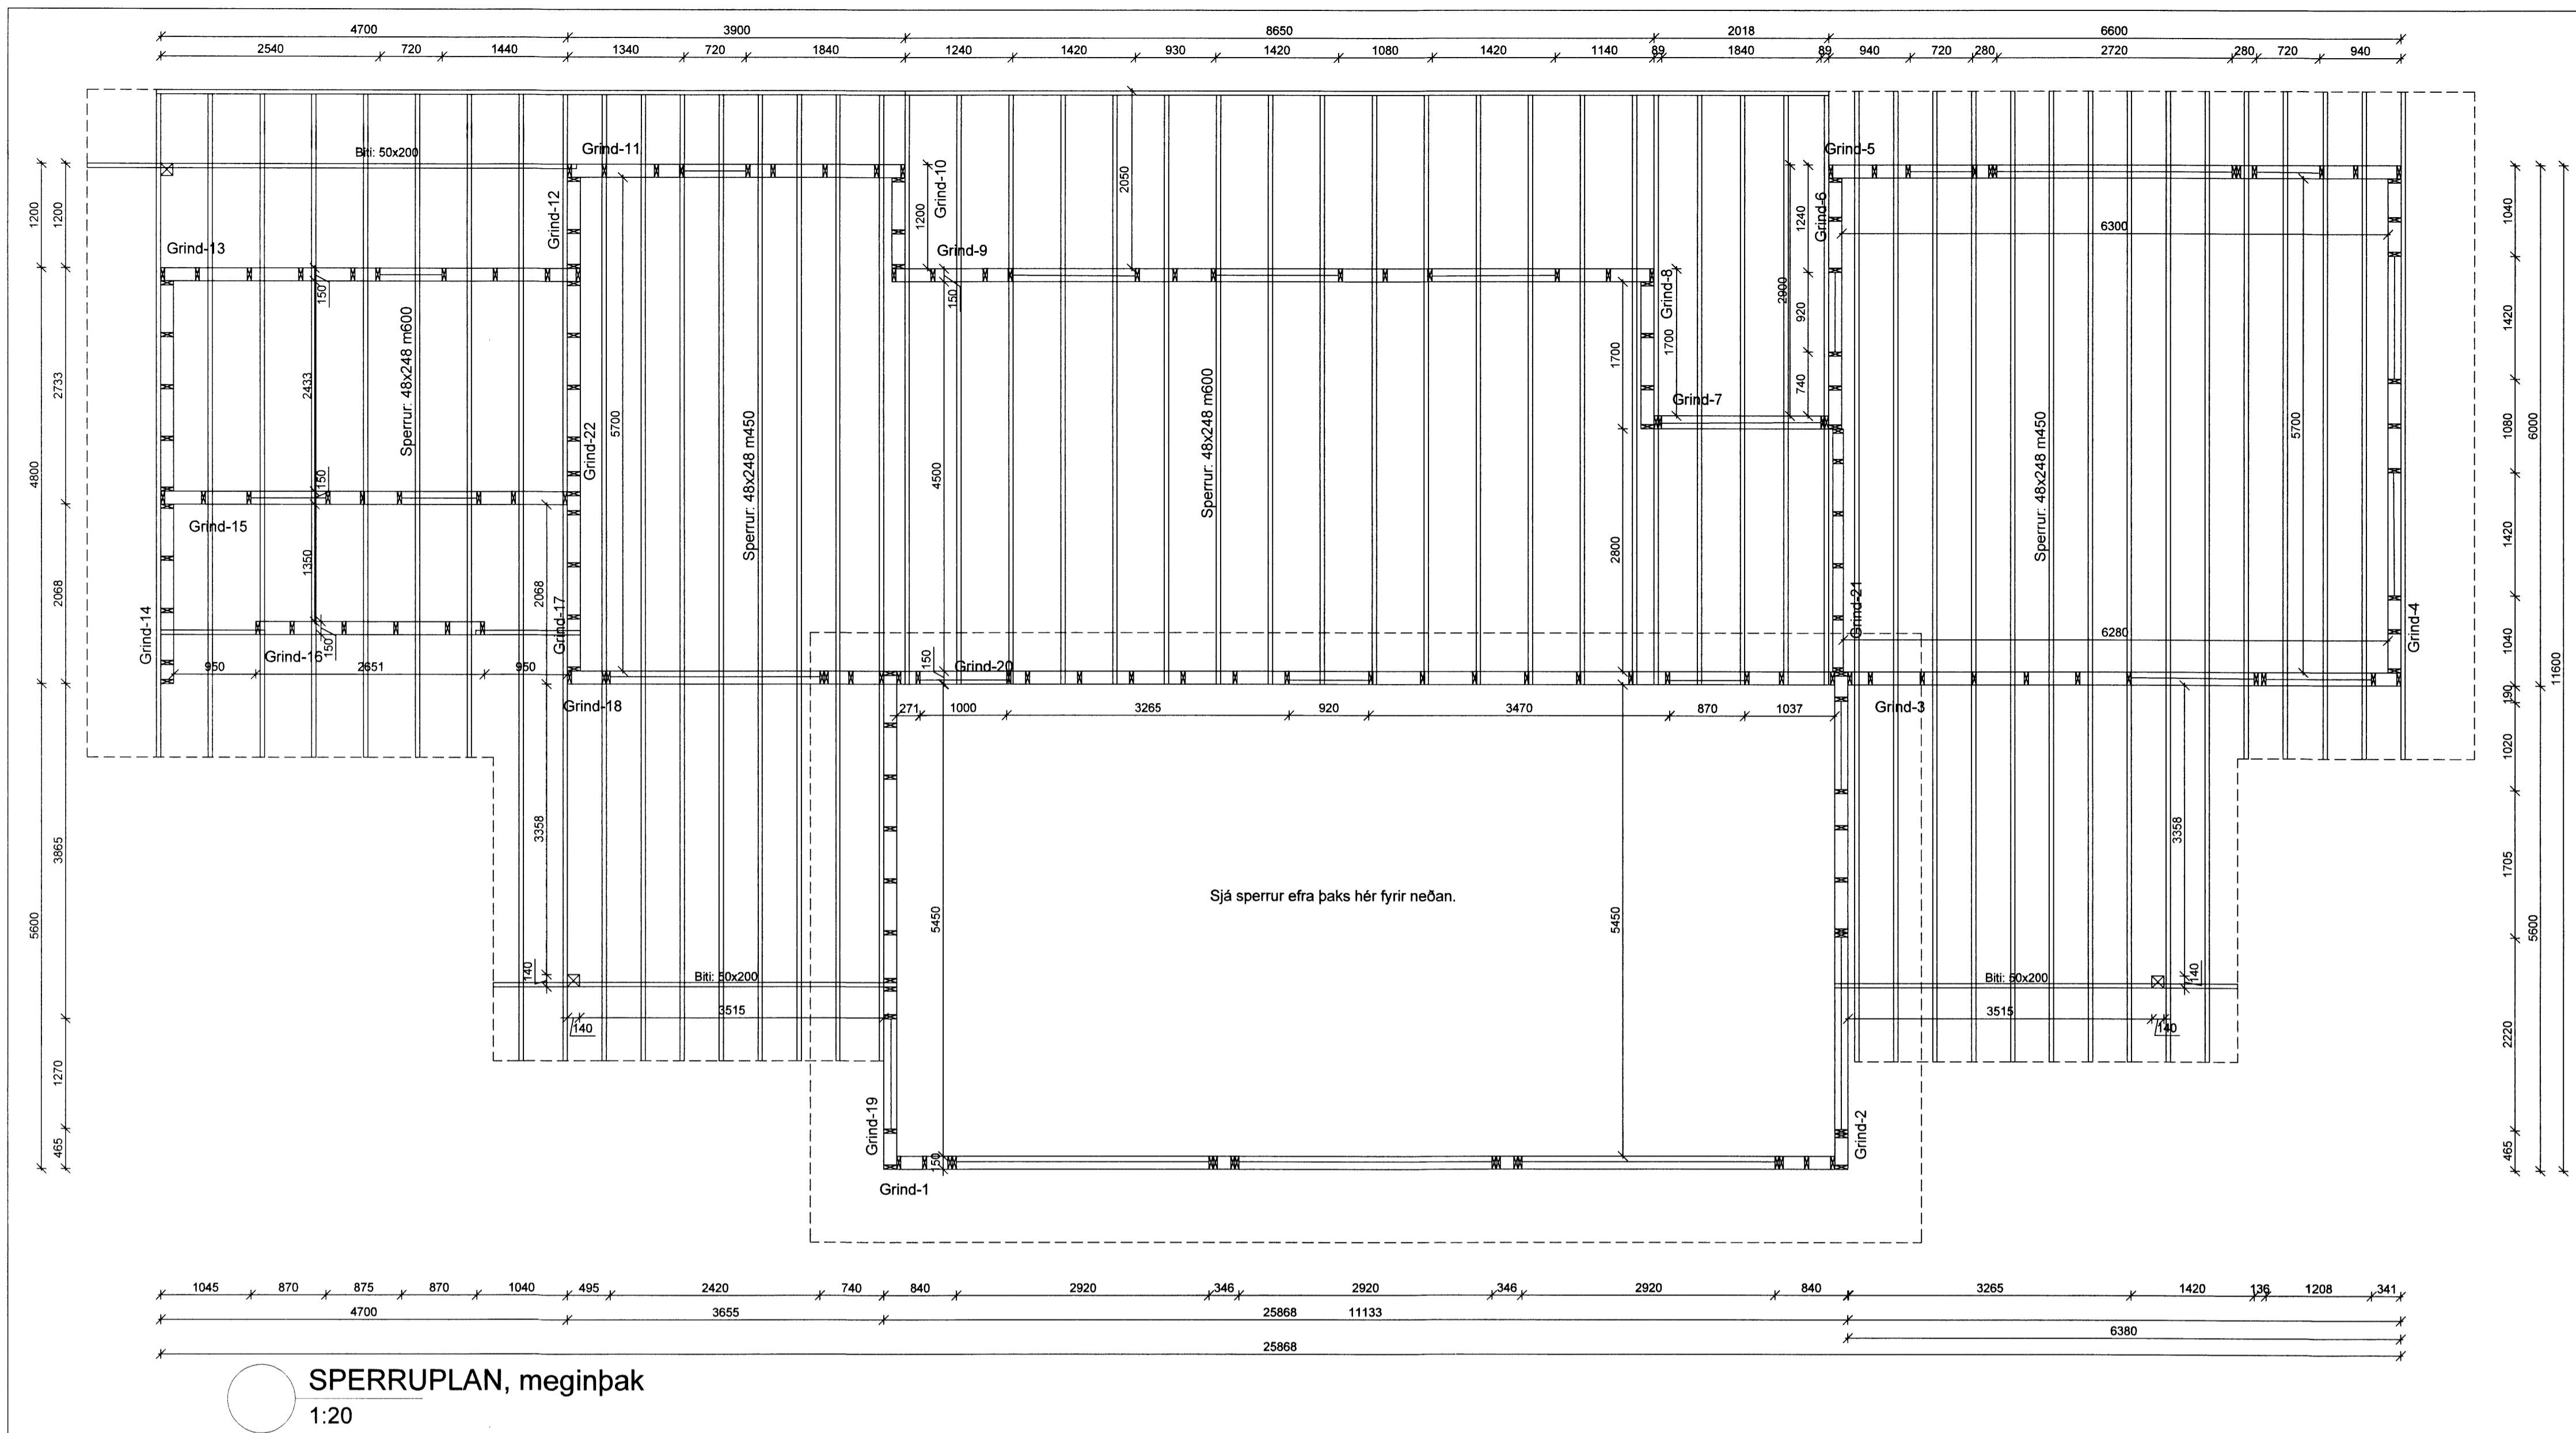 4700 3900 8650 2018 6600
2540 720 1440 1340 720 1840 1240 1420 930 1420 1080 1420 1140 89 1840 89 940 720 280 2720 280 720 940
Biti: 50x200
Grind-11
Grind-5
Grind-10
Grind-12
Grind-6
1200
2050
1240
2900
1200
1200
1040
6300
Grind-13
Grind-9
Grind-8
150
150
1700
1700
920
740
1420
Sperrur: 48x248 m600
Sperrur: 48x248 m450
Sperrur: 48x248 m600
Sperrur: 48x248 m450
2433
2733
5700
Grind-22
Grind-7
4500
5700
1080
6000
4800
150
Grind-15
2800
1420
1350
2068
2068
Grind-14
Grind-17
Grind-21
Grind-4
11600
6280
1040
Grind-16
150
950 2651 950
150
Grind-20
Grind-18
Grind-3
190
271 1000 3265 920 3470 870 1037
1020
3358
3865
3358
1705
Sjá sperrur efra þaks hér fyrir neðan.
5600
5450
5450
5600
140
Biti: 50x200
Biti: 50x200
140
3515
140
3515
140
2220
1270
Grind-19
Grind-2
465
150
465
Grind-1
1045 870 875 870 1040 495 2420 740 840 2920 346 2920 346 2920 840 3265 1420 136 1208 341
4700 3655 25868 11133
6380
25868
SPERRUPLAN, meginþak
1:20